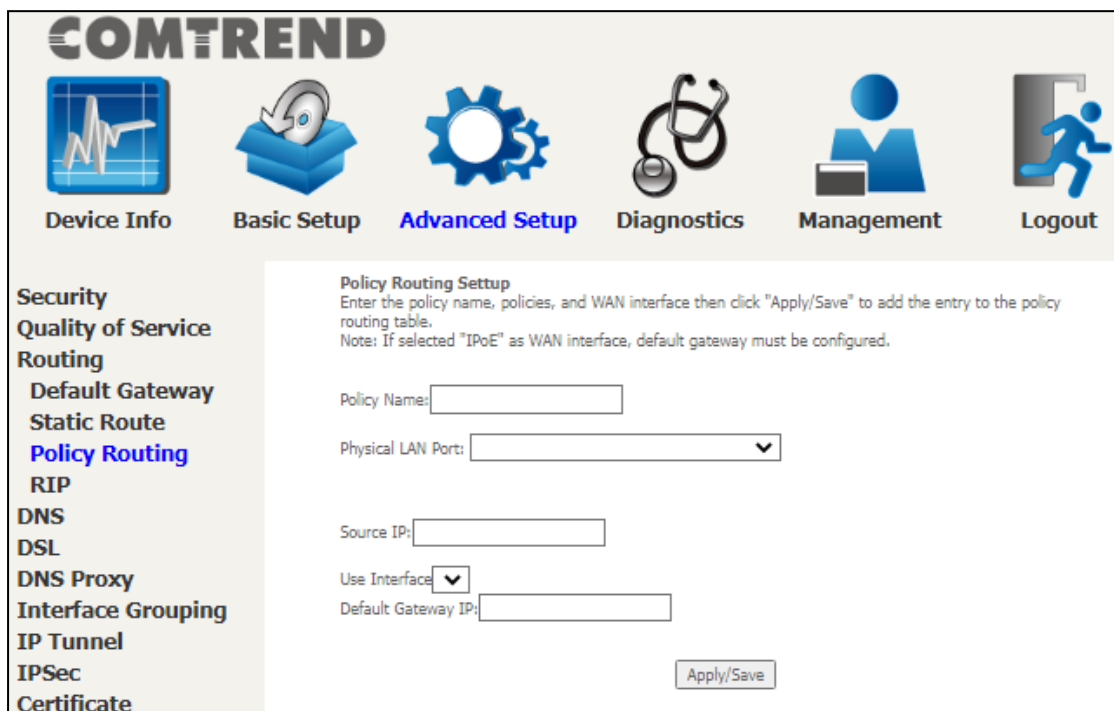 COMTREND
Device Info
Basic Setup
Advanced Setup
Diagnostics
Management
Logout
Security
Quality of Service
Routing
Default Gateway
Static Route
Policy Routing
RIP
DNS
DSL
DNS Proxy
Interface Grouping
IP Tunnel
IPSec
Certificate
Policy Routing Settup
Enter the policy name, policies, and WAN interface then click "Apply/Save" to add the entry to the policy
routing table.
Note: If selected "IPoE" as WAN interface, default gateway must be configured.
Policy Name:
Physical LAN Port:
Source IP:
Use Interface
Default Gateway IP:
Apply/Save